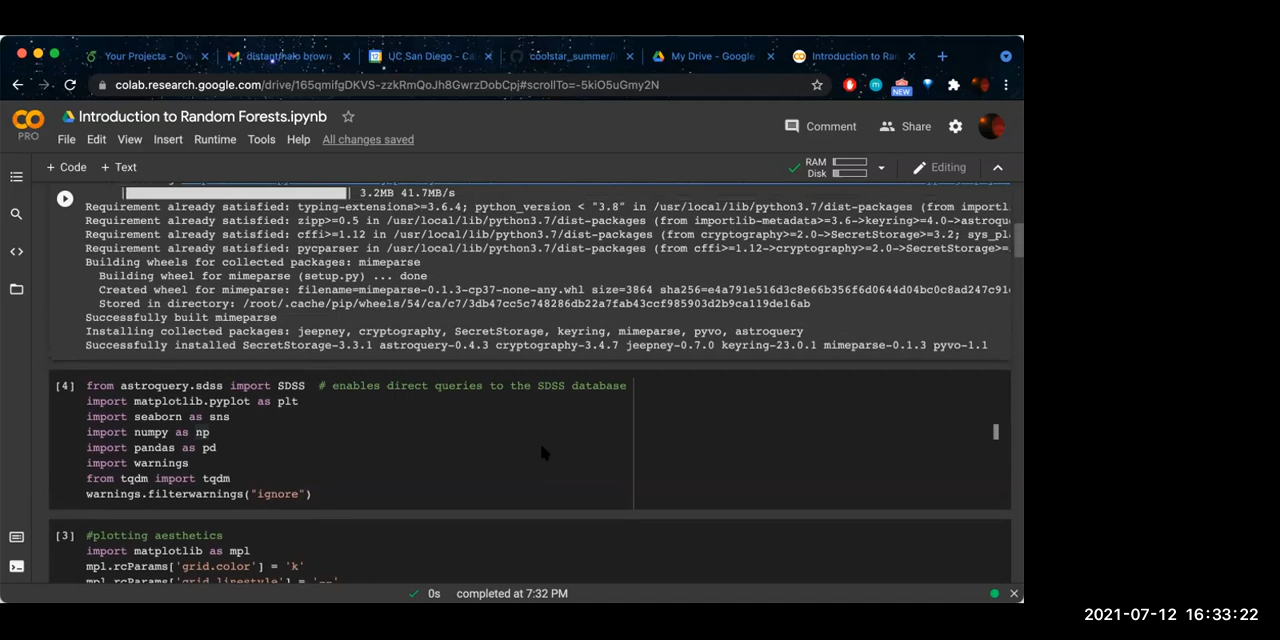 Your Projects - Ov
distantmalo brown
UC San Diego - Ca
coolstar_summer/
My Drive - Google
Introduction to Ra
colab.research.google.com/drive/165qmifgDKVS-zzkRmQoJh8GwrzDobCpj#scrollTo=-5kiO5uGmy2N
NEW
PRO
Introduction to Random Forests.ipynb
Comment
Share
File Edit View Insert Runtime Tools Help All changes saved
+ Code + Text
RAM
Disk
Editing
3.2MB 41.7MB/s
Requirement already satisfied: typing-extensions>=3.6.4; python_version < "3.8" in /usr/local/lib/python3.7/dist-packages (from import
Requirement already satisfied: zipp>=0.5 in /usr/local/lib/python3.7/dist-packages (from importlib-metadata>=3.6->keyring>=4.0->astroqu
Requirement already satisfied: cffi>=1.12 in /usr/local/lib/python3.7/dist-packages (from cryptography>=2.0->SecretStorage>=3.2; sys_pl
Requirement already satisfied: pycparser in /usr/local/lib/python3.7/dist-packages (from cffi>=1.12->cryptography>=2.0->SecretStorage>=
Building wheels for collected packages: mimeparse
Building wheel for mimeparse (setup.py) ... done
Created wheel for mimeparse: filename=mimeparse-0.1.3-cp37-none-any.whl size=3864 sha256=e4a791e516d3c8e66b356f6d0644d04bc0c8ad247c91
Stored in directory: /root/.cache/pip/wheels/54/ca/c7/3db47cc5c748286db22a7fab43ccf985903d2b9ca119de16ab
Successfully built mimeparse
Installing collected packages: jeepney, cryptography, SecretStorage, keyring, mimeparse, pyvo, astroquery
Successfully installed SecretStorage-3.3.1 astroquery-0.4.3 cryptography-3.4.7 jeepney-0.7.0 keyring-23.0.1 mimeparse-0.1.3 pyvo-1.1
[4] from astroquery.sdss import SDSS # enables direct queries to the SDSS database
import matplotlib.pyplot as plt
import seaborn as sns
import numpy as np
import pandas as pd
import warnings
from tqdm import tqdm
warnings.filterwarnings("ignore")
[3] #plotting aesthetics
import matplotlib as mpl
mpl.rcParams['grid.color'] = 'k'
mpl.rcParams['grid.linestyle'] = '--'
0s completed at 7:32 PM
2021-07-12 16:33:22